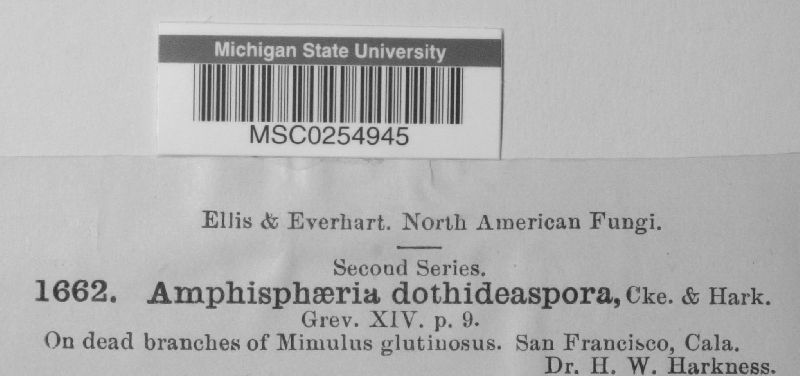 Michigan State University
MSC0254945
Ellis & Everhart. North American Fungi.
Second Series.
1662. Amphisphæria dothideaspora, Cke. & Hark.
Grev. XIV. p. 9.
On dead branches of Mimulus glutinosus. San Francisco, Cala.
Dr. H. W. Harkness.